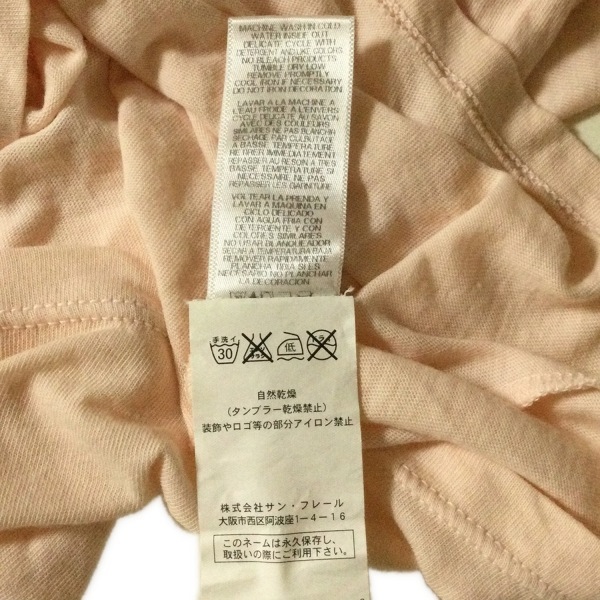 MACHINE WASH IN COLD
WATER INSIDE OUT
DELICATE CYCLE WITH
DETERGENT AND LIKE COLORS.
NO BLEACH PRODUCTS
TUMBLE DRY LOW
REMOVE PROMPTLY
COOL IRON IF NECESSARY
DO NOT IRON DECORATION
LAVAR A LA MACHINE A
L'EAU FROIDE A L'ENVERS
CYCLE DELICATE AU SAVON
AVEC DES COULEURS
SIMILAIRES NE PAS BLANCHIR
SECHAGE PAR CULBUTAGE
A BASSE TEMPERATURE
RETIRER IMMEDIATEMENT
REPASSER AU BESOIN A TRES
BASSE TEMPERATURE SI
NECESSAIRE NE PAS
REPASSER LES GARNITURE
VOLTEAR LA PRENDA Y
LAVAR A MAQUINA EN
CICLO DELICADO
CON AGUA FRIA CON
DETERGENTE Y CON
COLORES SIMILARES
NO USAR BLANQUEADOR
SECAR A TEMPERATURA BAJA
REMOVER RAPIDAMENTE
PLANCHA TIBIA SI ES
NECESARIO NO PLANCHAR
LA DECORACION
手洗イ 30 低
自然乾燥
(タンブラー乾燥禁止)
装飾やロゴ等の部分アイロン禁止
株式会社サン・フレール
大阪市西区阿波座1-4-16
このネームは永久保存し、
取扱いの際にご利用下さい。